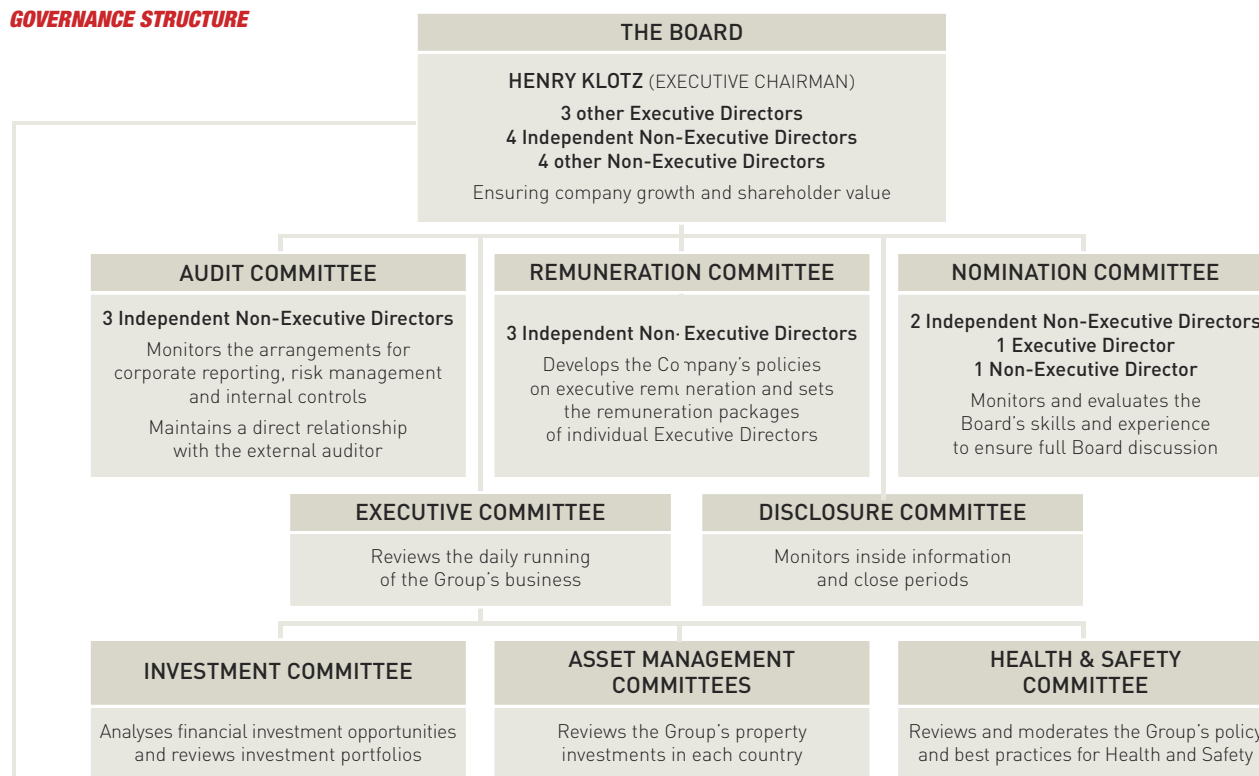 GOVERNANCE STRUCTURE
THE BOARD
HENRY KLOTZ (EXECUTIVE CHAIRMAN)
3 other Executive Directors
4 Independent Non-Executive Directors
4 other Non-Executive Directors
Ensuring company growth and shareholder value
AUDIT COMMITTEE
3 Independent Non-Executive Directors
Monitors the arrangements for
corporate reporting, risk management
and internal controls
Maintains a direct relationship
with the external auditor
REMUNERATION COMMITTEE
3 Independent Non-Executive Directors
Develops the Company's policies
on executive remuneration and sets
the remuneration packages
of individual Executive Directors
NOMINATION COMMITTEE
2 Independent Non-Executive Directors
1 Executive Director
1 Non-Executive Director
Monitors and evaluates the
Board's skills and experience
to ensure full Board discussion
EXECUTIVE COMMITTEE
Reviews the daily running
of the Group's business
DISCLOSURE COMMITTEE
Monitors inside information
and close periods
INVESTMENT COMMITTEE
Analyses financial investment opportunities
and reviews investment portfolios
ASSET MANAGEMENT
COMMITTEES
Reviews the Group's property
investments in each country
HEALTH & SAFETY
COMMITTEE
Reviews and moderates the Group's policy
and best practices for Health and Safety